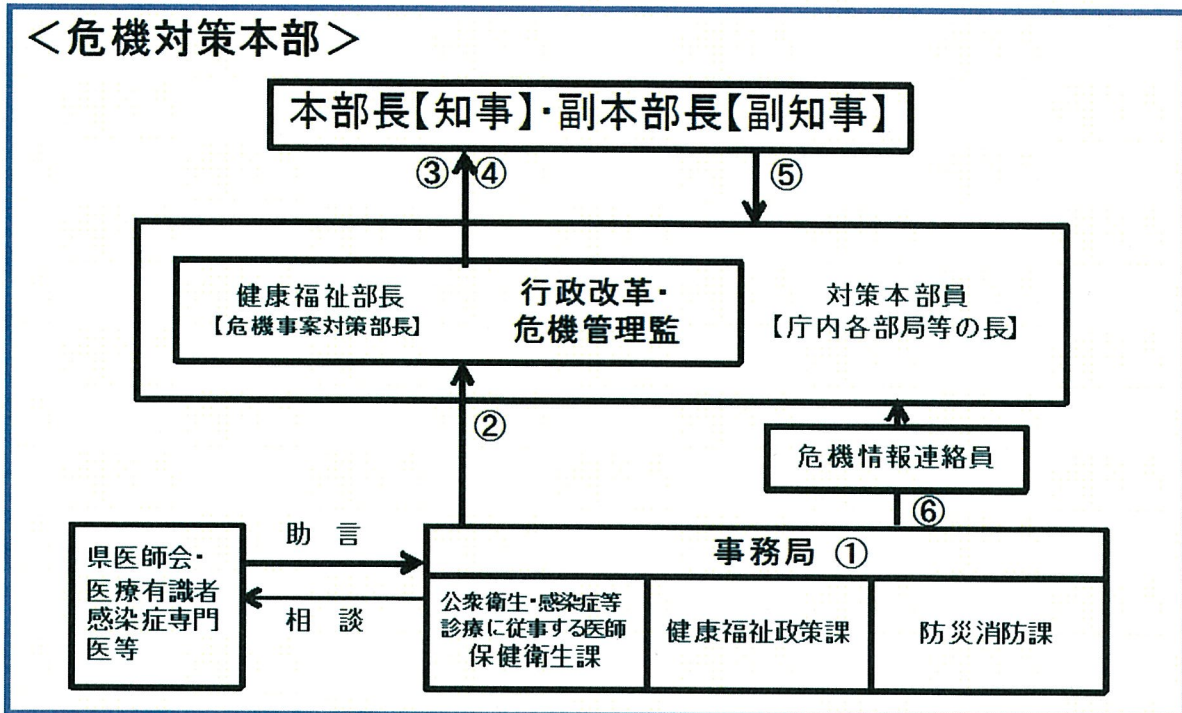 ＜危機対策本部＞
本部長【知事】・副本部長【副知事】
③ ④ ⑤
健康福祉部長
【危機事案対策部長】
行政改革・
危機管理監
対策本部員
【庁内各部局等の長】
②
危機情報連絡員
⑥
県医師会・
医療有識者
感染症専門
医等
助 言
相 談
事務局 ①
公衆衛生・感染症等
診療に従事する医師
保健衛生課
健康福祉政策課
防災消防課